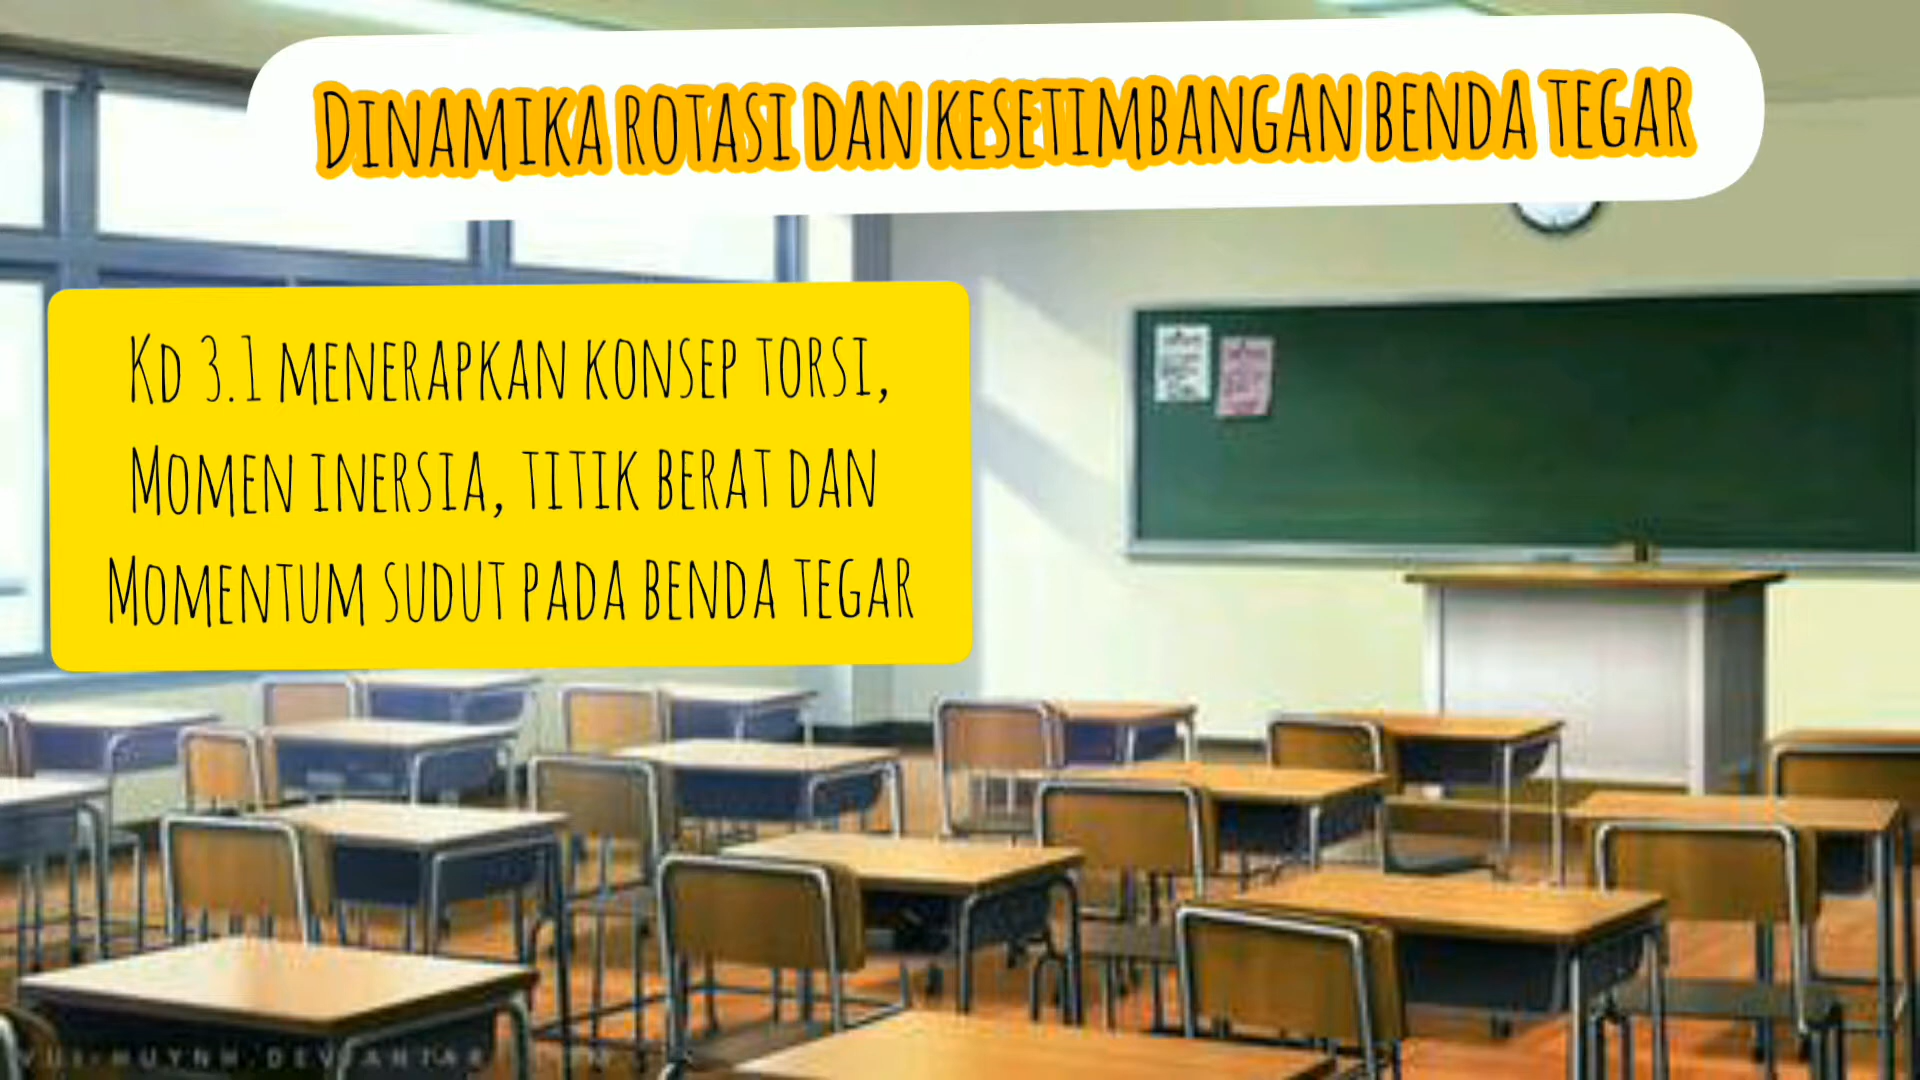 Dinamika rotasi dan kesetimbangan benda tegar
Kd 3.1 menerapkan konsep torsi,
Momen inersia, titik berat dan
Momentum sudut pada benda tegar